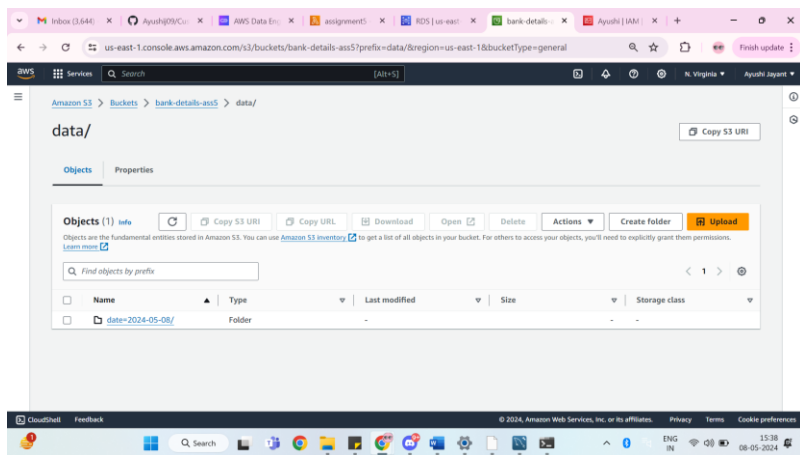 Inbox (3,644)
Ayushij09/Cu
AWS Data Eng
assignment5
RDS | us-east
bank-details-
Ayushi | IAM |
us-east-1.console.aws.amazon.com/s3/buckets/bank-details-ass5?prefix=data/&region=us-east-1&bucketType=general
Finish update
aws
Services
Search
[Alt+S]
N. Virginia
Ayushi Jayant
Amazon S3 > Buckets > bank-details-ass5 > data/
data/
Copy S3 URI
Objects
Properties
Objects (1) Info
Copy S3 URI
Copy URL
Download
Open
Delete
Actions
Create folder
Upload
Objects are the fundamental entities stored in Amazon S3. You can use Amazon S3 inventory to get a list of all objects in your bucket. For others to access your objects, you'll need to explicitly grant them permissions.
Learn more
Find objects by prefix
1
Name
Type
Last modified
Size
Storage class
date=2024-05-08/
Folder
-
-
-
CloudShell
Feedback
© 2024, Amazon Web Services, Inc. or its affiliates.
Privacy
Terms
Cookie preferences
Search
ENG
IN
15:38
08-05-2024